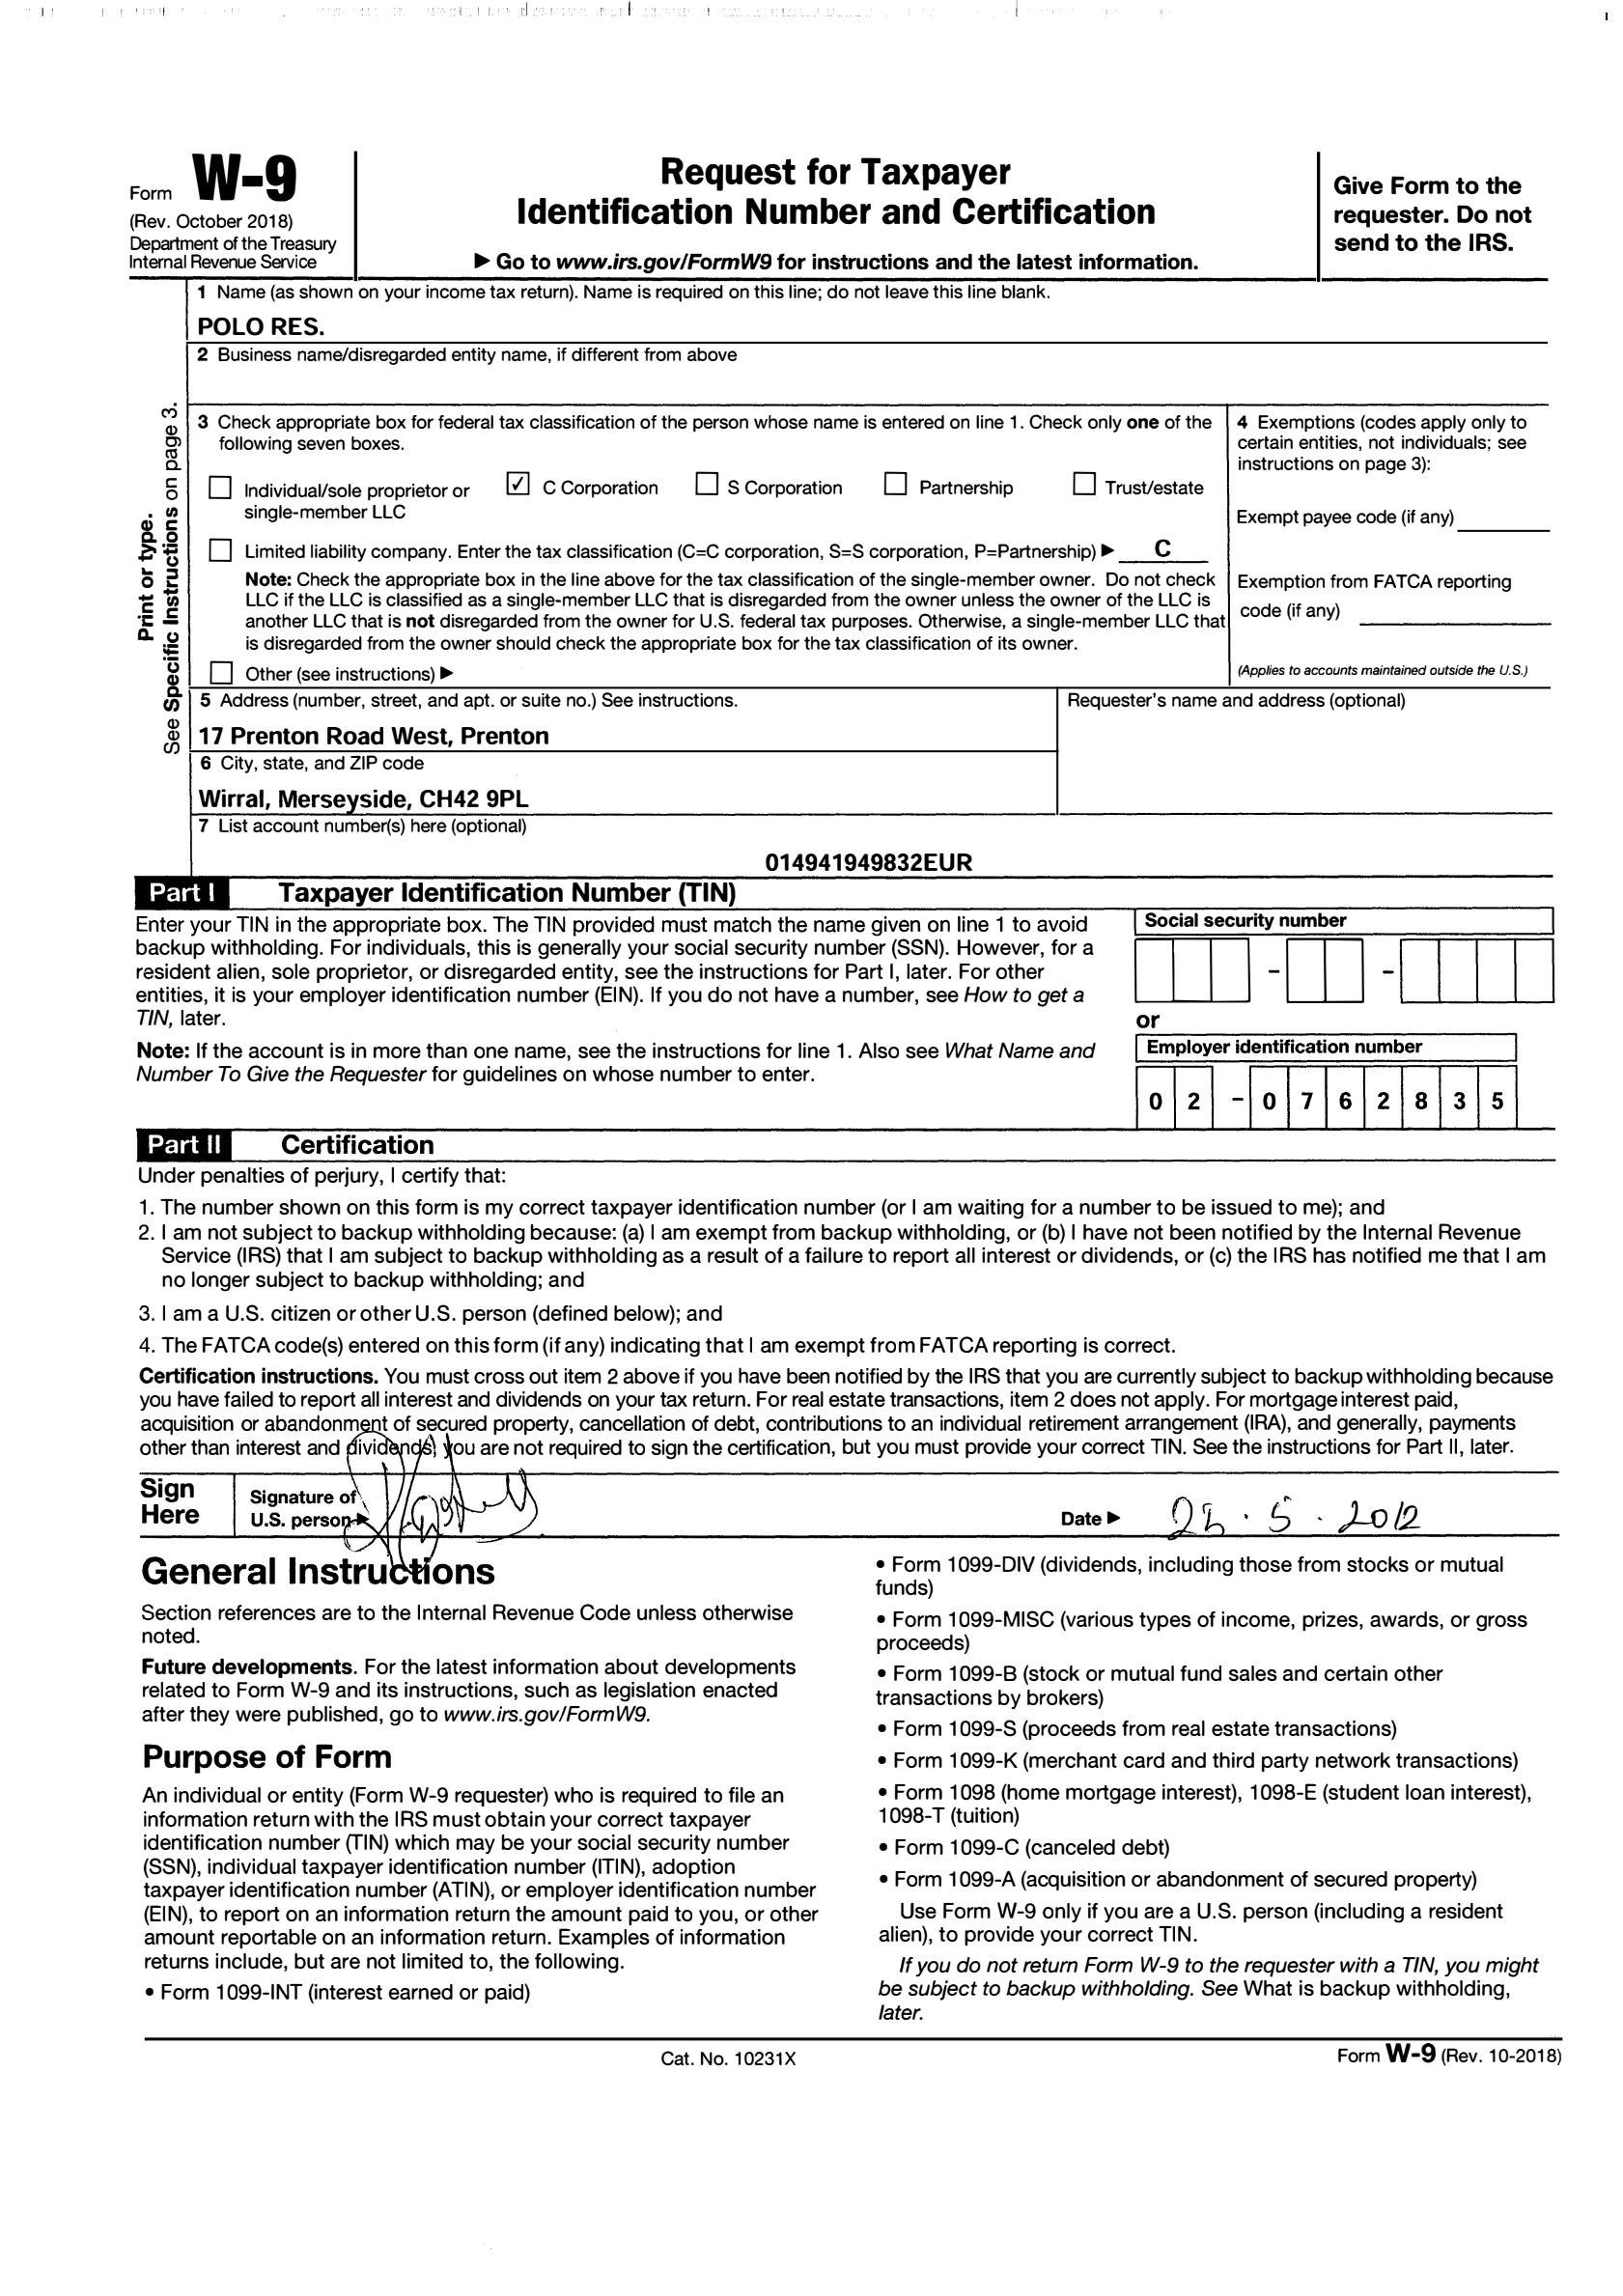 Form W-9
(Rev. October 2018)
Department of the Treasury
Internal Revenue Service
Request for Taxpayer
Identification Number and Certification
▶ Go to www.irs.gov/FormW9 for instructions and the latest information.
Give Form to the
requester. Do not
send to the IRS.
Print or type.
See Specific Instructions on page 3.
1 Name (as shown on your income tax return). Name is required on this line; do not leave this line blank.
POLO RES.
2 Business name/disregarded entity name, if different from above
3 Check appropriate box for federal tax classification of the person whose name is entered on line 1. Check only one of the
following seven boxes.
Individual/sole proprietor or
single-member LLC
✓ C Corporation
S Corporation
Partnership
Trust/estate
Limited liability company. Enter the tax classification (C=C corporation, S=S corporation, P=Partnership) ▶ C
Note: Check the appropriate box in the line above for the tax classification of the single-member owner. Do not check
LLC if the LLC is classified as a single-member LLC that is disregarded from the owner unless the owner of the LLC is
another LLC that is not disregarded from the owner for U.S. federal tax purposes. Otherwise, a single-member LLC that
is disregarded from the owner should check the appropriate box for the tax classification of its owner.
Other (see instructions) ▶
4 Exemptions (codes apply only to
certain entities, not individuals; see
instructions on page 3):
Exempt payee code (if any)
Exemption from FATCA reporting
code (if any)
(Applies to accounts maintained outside the U.S.)
5 Address (number, street, and apt. or suite no.) See instructions.
17 Prenton Road West, Prenton
Requester's name and address (optional)
6 City, state, and ZIP code
Wirral, Merseyside, CH42 9PL
7 List account number(s) here (optional)
014941949832EUR
Part I Taxpayer Identification Number (TIN)
Enter your TIN in the appropriate box. The TIN provided must match the name given on line 1 to avoid
backup withholding. For individuals, this is generally your social security number (SSN). However, for a
resident alien, sole proprietor, or disregarded entity, see the instructions for Part I, later. For other
entities, it is your employer identification number (EIN). If you do not have a number, see How to get a
TIN, later.
Note: If the account is in more than one name, see the instructions for line 1. Also see What Name and
Number To Give the Requester for guidelines on whose number to enter.
Social security number
- -
or
Employer identification number
0 2 - 0 7 6 2 8 3 5
Part II Certification
Under penalties of perjury, I certify that:
1. The number shown on this form is my correct taxpayer identification number (or I am waiting for a number to be issued to me); and
2. I am not subject to backup withholding because: (a) I am exempt from backup withholding, or (b) I have not been notified by the Internal Revenue
Service (IRS) that I am subject to backup withholding as a result of a failure to report all interest or dividends, or (c) the IRS has notified me that I am
no longer subject to backup withholding; and
3. I am a U.S. citizen or other U.S. person (defined below); and
4. The FATCA code(s) entered on this form (if any) indicating that I am exempt from FATCA reporting is correct.
Certification instructions. You must cross out item 2 above if you have been notified by the IRS that you are currently subject to backup withholding because
you have failed to report all interest and dividends on your tax return. For real estate transactions, item 2 does not apply. For mortgage interest paid,
acquisition or abandonment of secured property, cancellation of debt, contributions to an individual retirement arrangement (IRA), and generally, payments
other than interest and dividends, you are not required to sign the certification, but you must provide your correct TIN. See the instructions for Part II, later.
Sign
Here
Signature of
U.S. person ▶
Date ▶ . 5 . 2012
General Instructions
Section references are to the Internal Revenue Code unless otherwise
noted.
Future developments. For the latest information about developments
related to Form W-9 and its instructions, such as legislation enacted
after they were published, go to www.irs.gov/FormW9.
Purpose of Form
An individual or entity (Form W-9 requester) who is required to file an
information return with the IRS must obtain your correct taxpayer
identification number (TIN) which may be your social security number
(SSN), individual taxpayer identification number (ITIN), adoption
taxpayer identification number (ATIN), or employer identification number
(EIN), to report on an information return the amount paid to you, or other
amount reportable on an information return. Examples of information
returns include, but are not limited to, the following.
• Form 1099-INT (interest earned or paid)
• Form 1099-DIV (dividends, including those from stocks or mutual
funds)
• Form 1099-MISC (various types of income, prizes, awards, or gross
proceeds)
• Form 1099-B (stock or mutual fund sales and certain other
transactions by brokers)
• Form 1099-S (proceeds from real estate transactions)
• Form 1099-K (merchant card and third party network transactions)
• Form 1098 (home mortgage interest), 1098-E (student loan interest),
1098-T (tuition)
• Form 1099-C (canceled debt)
• Form 1099-A (acquisition or abandonment of secured property)
Use Form W-9 only if you are a U.S. person (including a resident
alien), to provide your correct TIN.
If you do not return Form W-9 to the requester with a TIN, you might
be subject to backup withholding. See What is backup withholding,
later.
Cat. No. 10231X
Form W-9 (Rev. 10-2018)